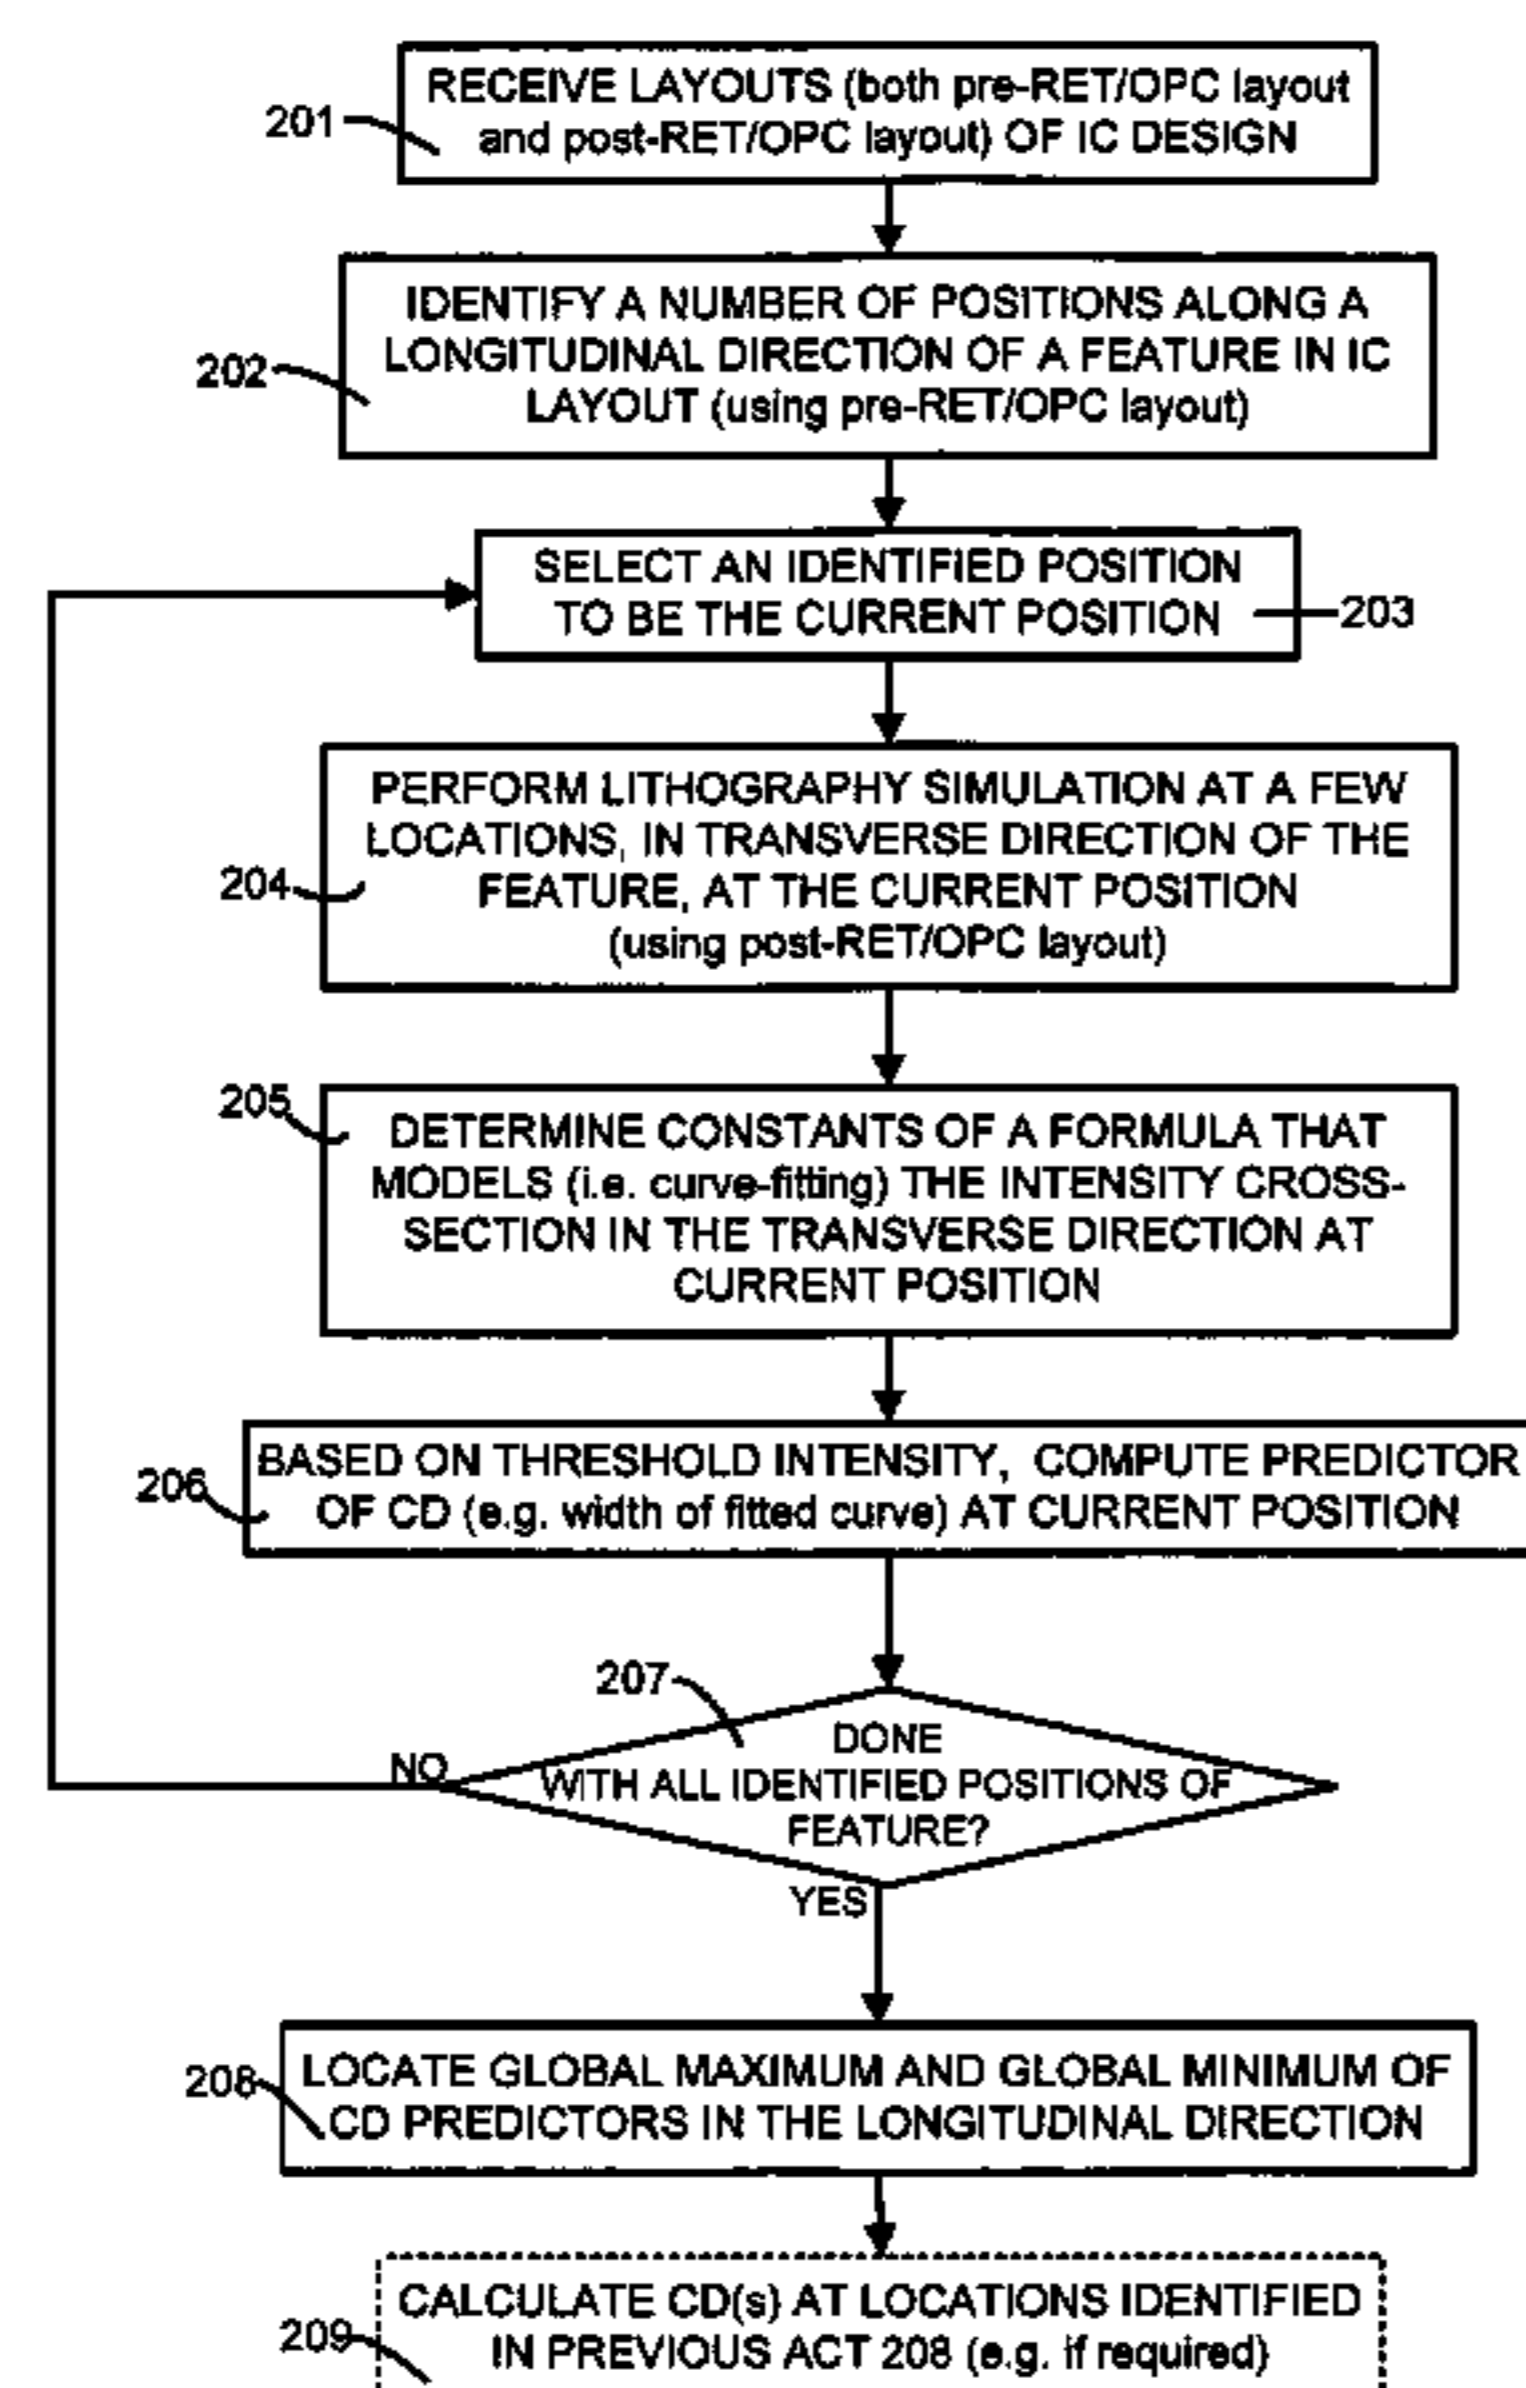 RECEIVE LAYOUTS (both pre-RET/OPC layout
and post-RET/OPC layout) OF IC DESIGN
201
IDENTIFY A NUMBER OF POSITIONS ALONG A
LONGITUDINAL DIRECTION OF A FEATURE IN IC
LAYOUT (using pre-RET/OPC layout)
202
SELECT AN IDENTIFIED POSITION
TO BE THE CURRENT POSITION
203
PERFORM LITHOGRAPHY SIMULATION AT A FEW
LOCATIONS, IN TRANSVERSE DIRECTION OF THE
FEATURE, AT THE CURRENT POSITION
(using post-RET/OPC layout)
204
205
DETERMINE CONSTANTS OF A FORMULA THAT
MODELS (i.e. curve-fitting) THE INTENSITY CROSS-
SECTION IN THE TRANSVERSE DIRECTION AT
CURRENT POSITION
BASED ON THRESHOLD INTENSITY, COMPUTE PREDICTOR
OF CD (e.g. width of fitted curve) AT CURRENT POSITION
206
207
DONE
WITH ALL IDENTIFIED POSITIONS OF
FEATURE?
NO
YES
LOCATE GLOBAL MAXIMUM AND GLOBAL MINIMUM OF
CD PREDICTORS IN THE LONGITUDINAL DIRECTION
208
CALCULATE CD(s) AT LOCATIONS IDENTIFIED
IN PREVIOUS ACT 208 (e.g. if required)
209